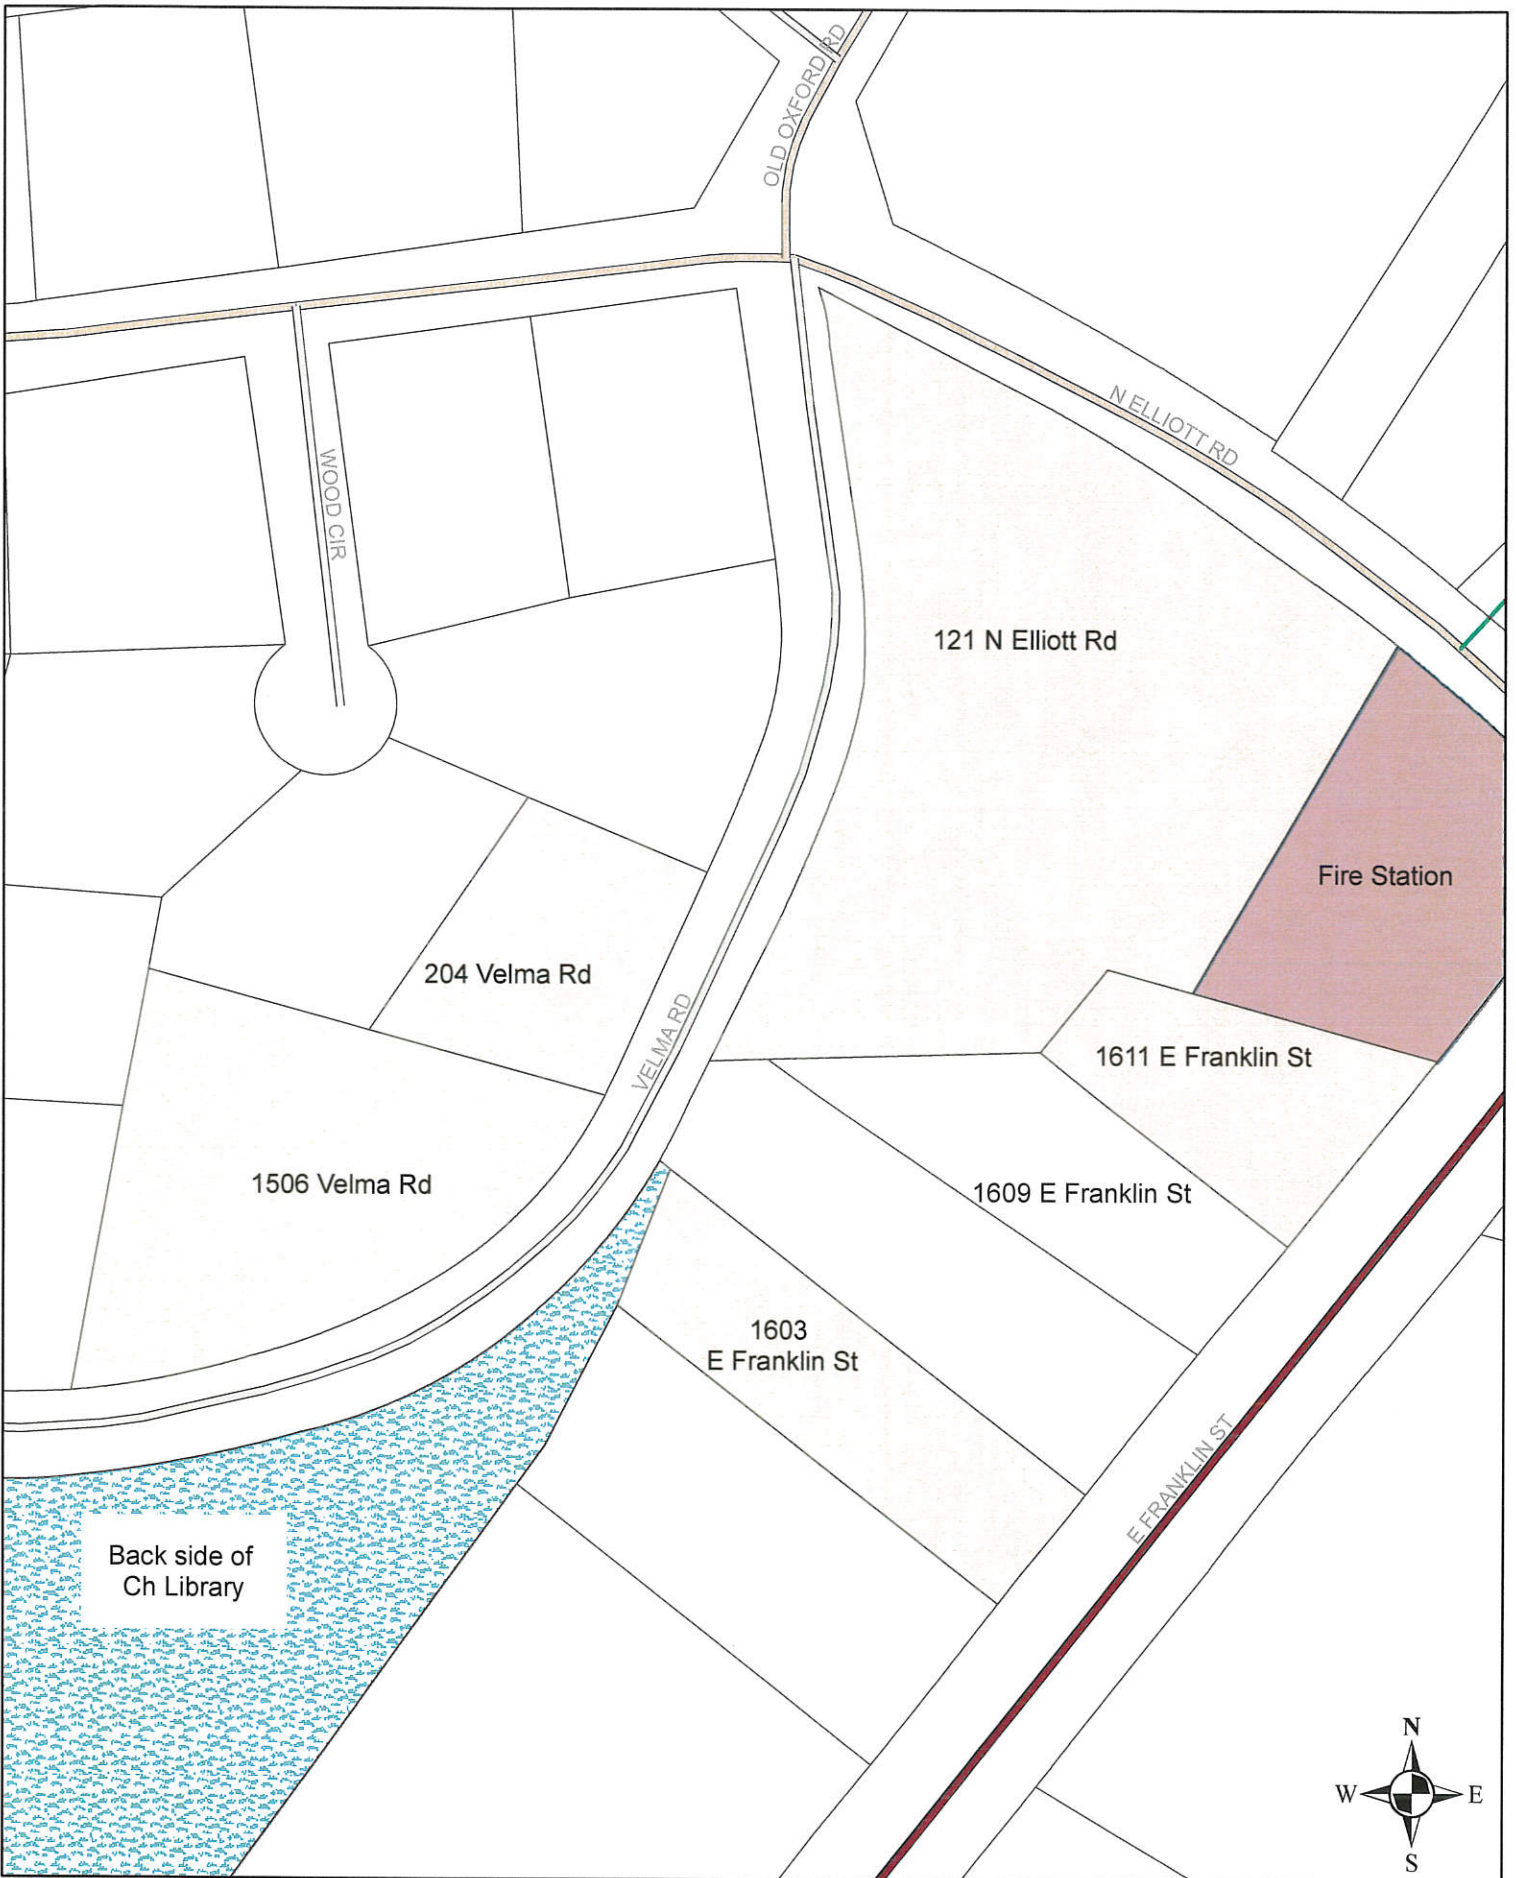 OLD OXFORD RD
N ELLIOTT RD
WOOD CIR
121 N Elliott Rd
Fire Station
204 Velma Rd
VELMA RD
1611 E Franklin St
1506 Velma Rd
1609 E Franklin St
1603
E Franklin St
E FRANKLIN ST
Back side of
Ch Library
N
W
E
S